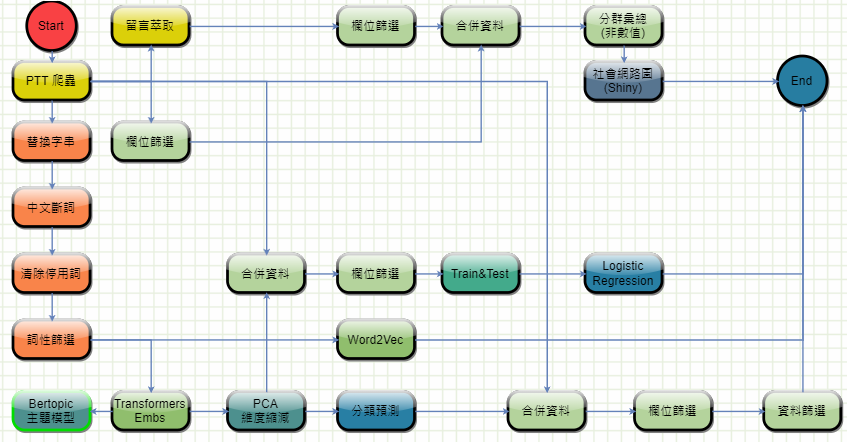 Start
留言萃取
欄位篩選
合併資料
分群彙總
(非數值)
PTT 爬蟲
社會網路圖
(Shiny)
End
替換字串
欄位篩選
中文斷詞
清除停用詞
合併資料
欄位篩選
Train&Test
Logistic
Regression
詞性篩選
Word2Vec
Bertopic
主題模型
Transformers
Embs
PCA
維度縮減
分類預測
合併資料
欄位篩選
資料篩選